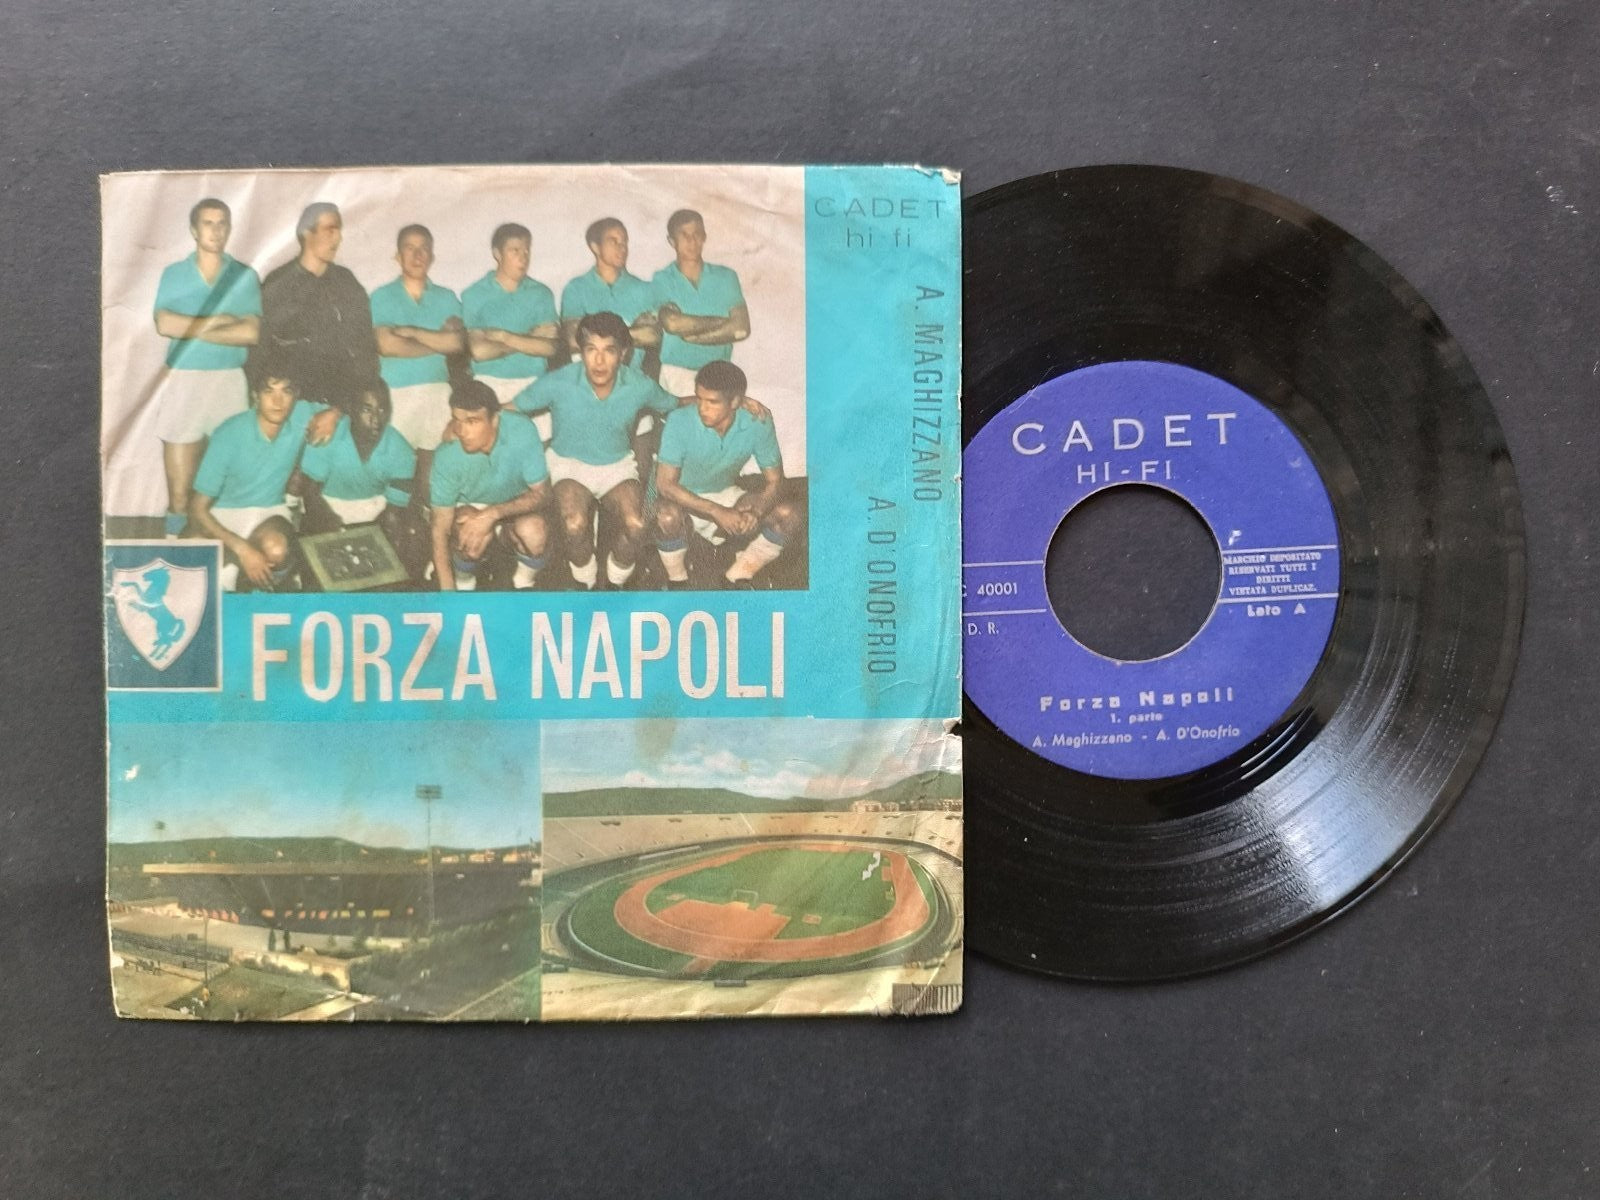 CADET
hi-fi
A. MAGHIZZANO
A. D'ONOFRIO
FORZA NAPOLI
CADET
HI-FI
C 40001
D. R.
MARCHIO DEPOSITATO
RISERVATI TUTTI I
DIRITTI
VIETATA DUPLICAZ.
Lato A
Forza Napoli
1. parte
A. Maghizzano - A. D'Onofrio